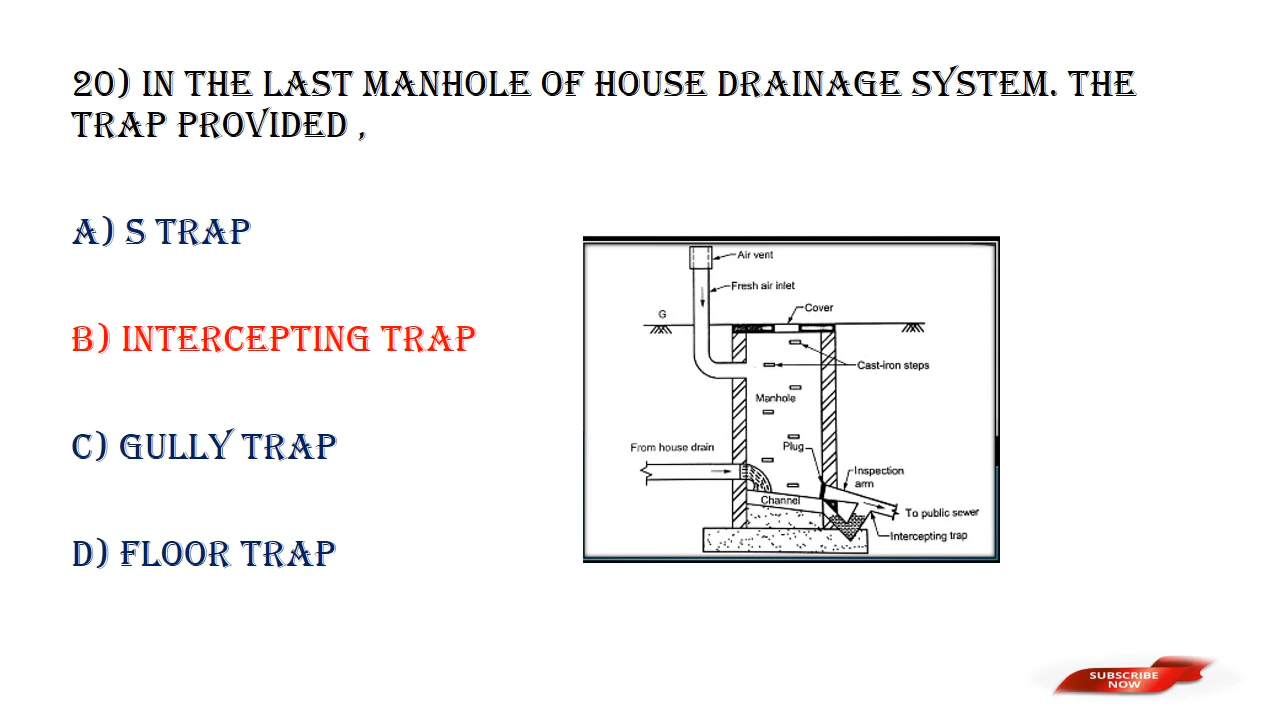 20) IN THE LAST MANHOLE OF HOUSE DRAINAGE SYSTEM. THE
TRAP PROVIDED ,
A) S TRAP
B) INTERCEPTING TRAP
C) GULLY TRAP
D) FLOOR TRAP
Air vent
Fresh air inlet
G
Cover
Cast-iron steps
Manhole
From house drain
Plug
Inspection
arm
Channel
To public sewer
Intercepting trap
SUBSCRIBE
NOW